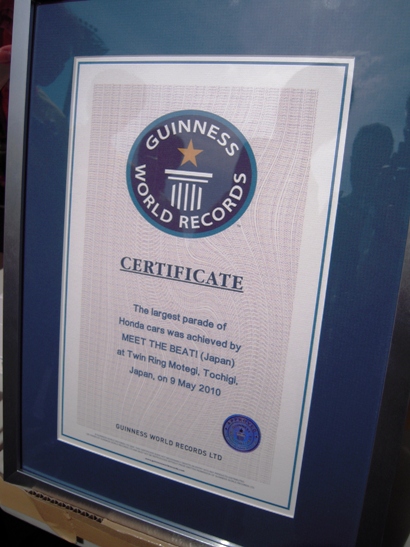 GUINNESS
WORLD RECORDS
CERTIFICATE
The largest parade of
Honda cars was achieved by
MEET THE BEAT! (Japan)
at Twin Ring Motegi, Tochigi,
Japan, on 9 May 2010
GUINNESS WORLD RECORDS LTD